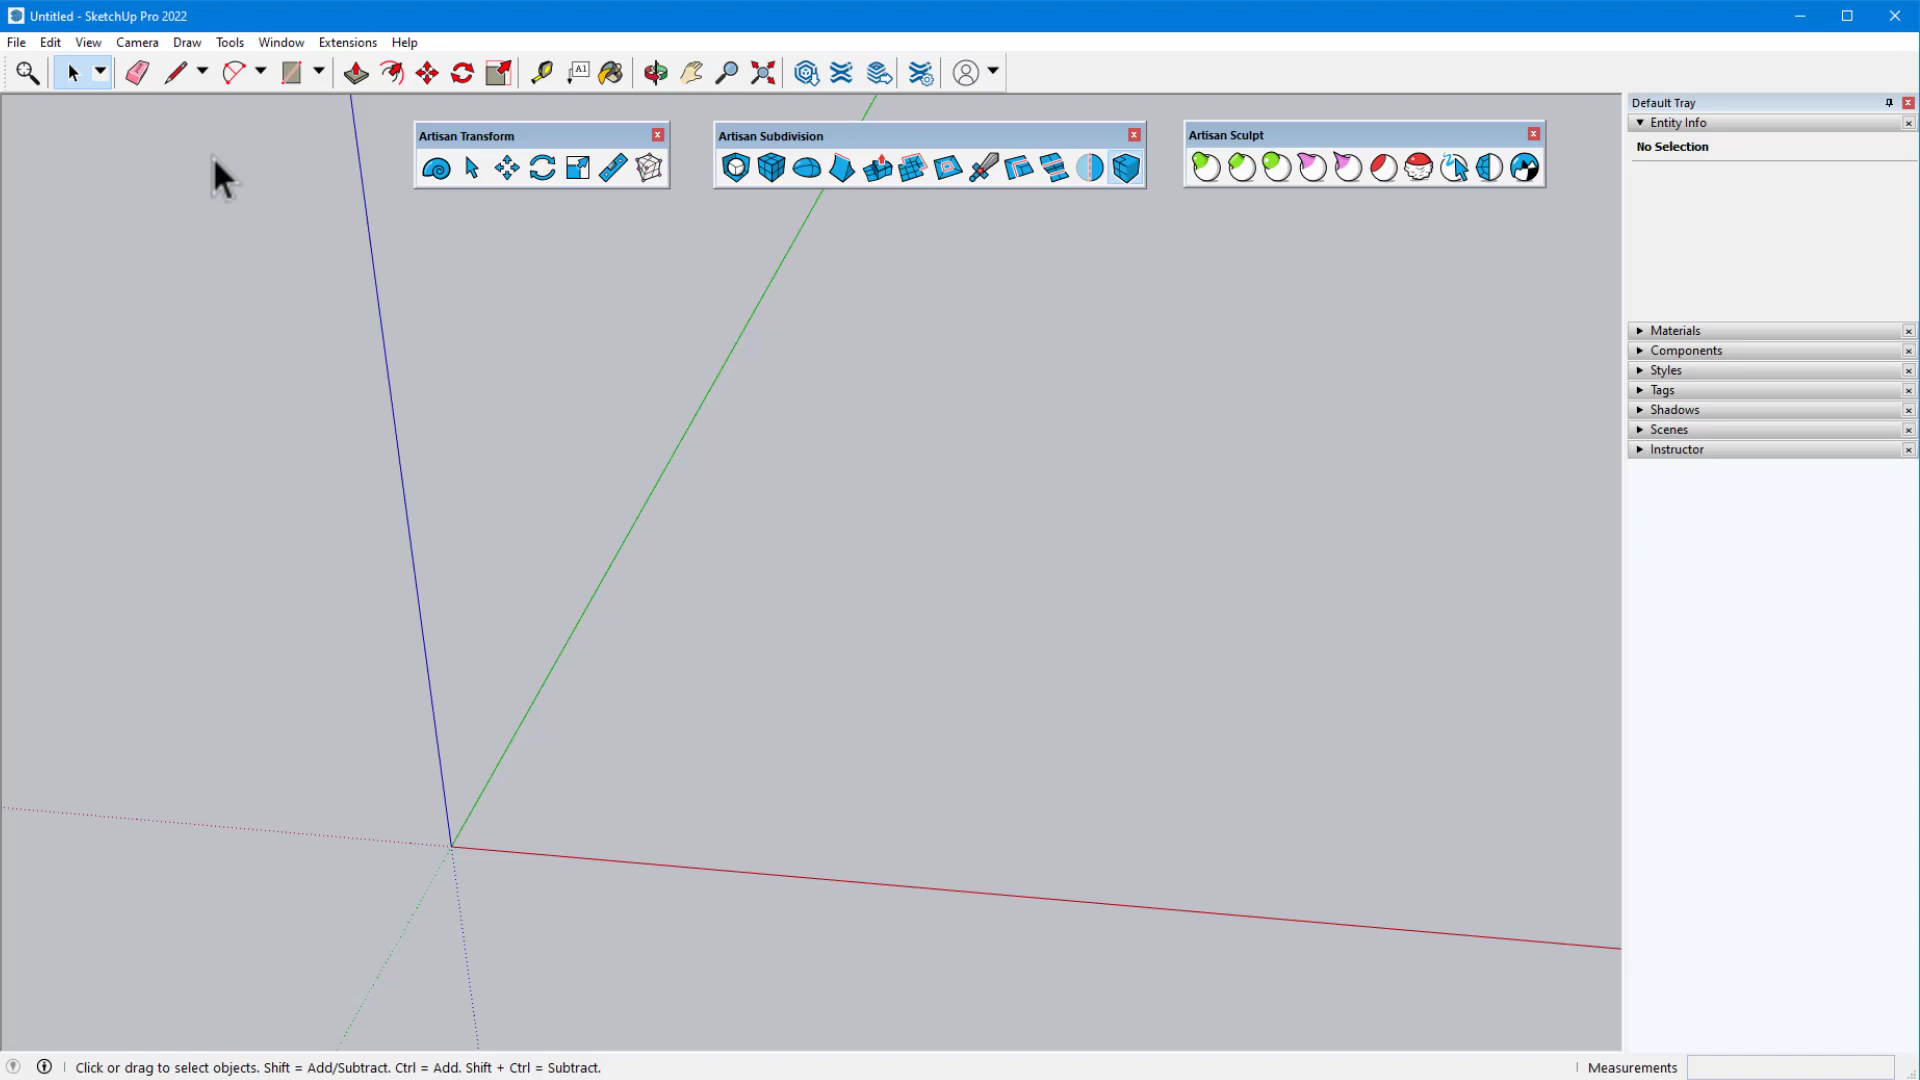 Untitled - SketchUp Pro 2022
File Edit View Camera Draw Tools Window Extensions Help
A1
Default Tray
Entity Info
No Selection
Artisan Transform
Artisan Subdivision
Artisan Sculpt
Materials
Components
Styles
Tags
Shadows
Scenes
Instructor
Click or drag to select objects. Shift = Add/Subtract. Ctrl = Add. Shift + Ctrl = Subtract.
Measurements